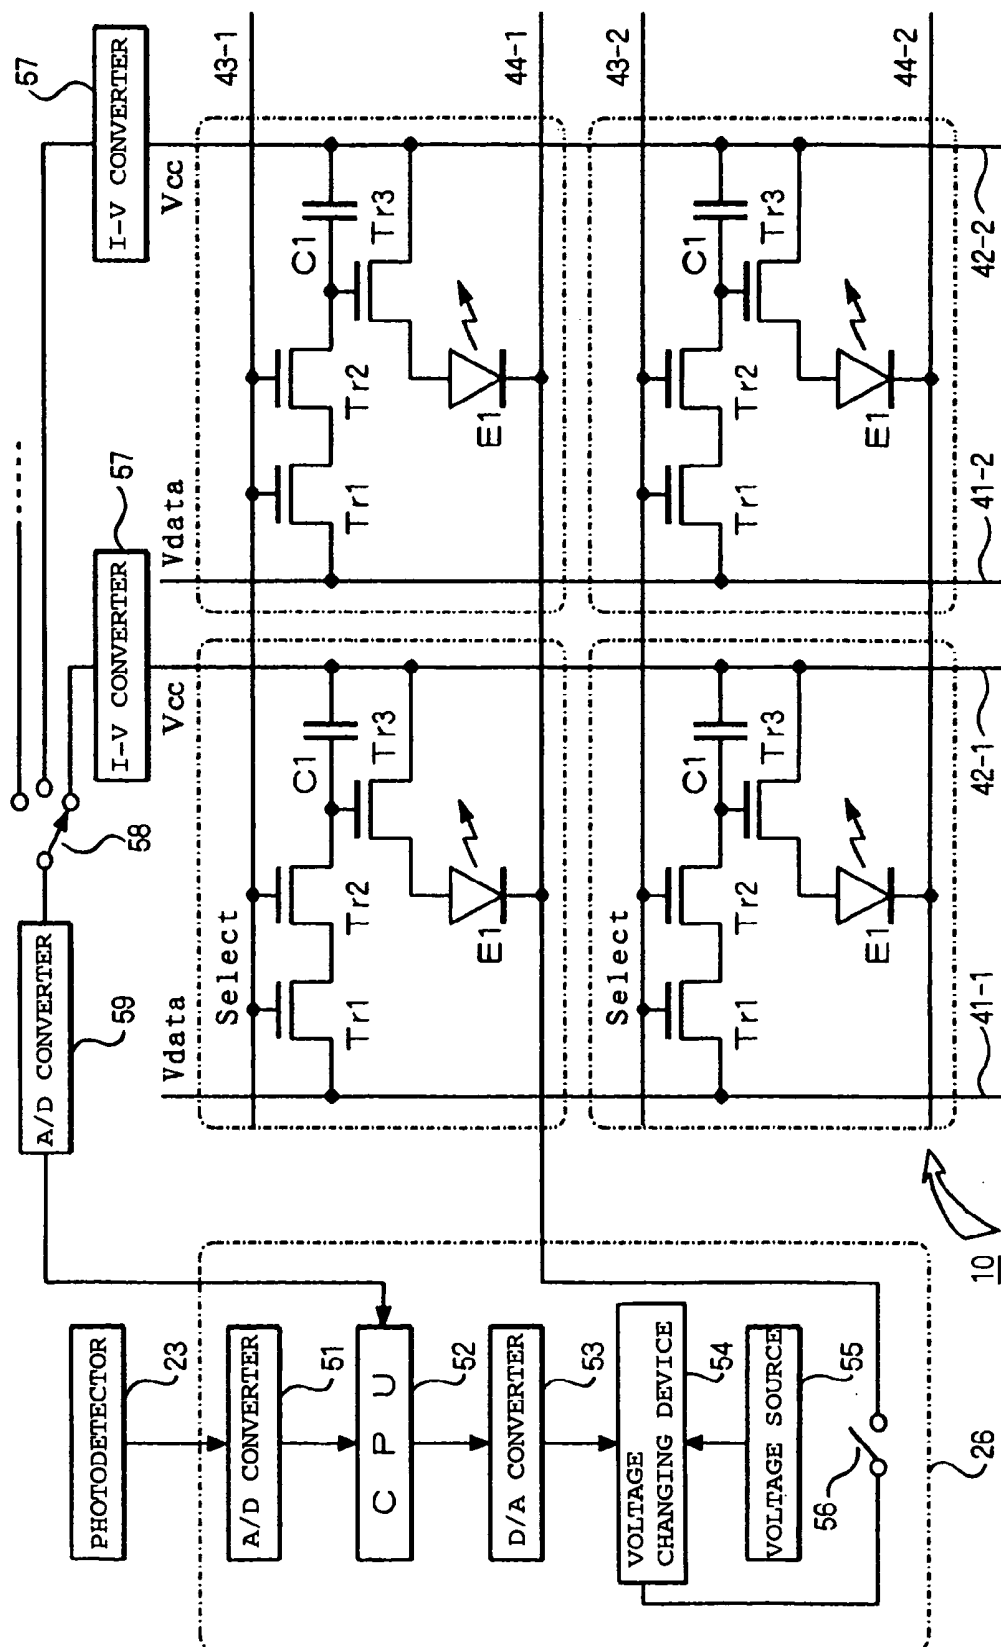 PHOTODETECTOR
23
A/D CONVERTER
51
C P U
52
D/A CONVERTER
53
VOLTAGE
CHANGING DEVICE
54
VOLTAGE SOURCE
55
56
26
A/D CONVERTER
59
58
I-V CONVERTER
57
I-V CONVERTER
57
Vdata
Vcc
Vdata
Vcc
Select
43-1
Tr1
Tr2
C1
Tr3
E1
Tr1
Tr2
C1
Tr3
E1
44-1
Select
43-2
Tr1
Tr2
C1
Tr3
E1
Tr1
Tr2
C1
Tr3
E1
44-2
10
41-1
42-1
41-2
42-2